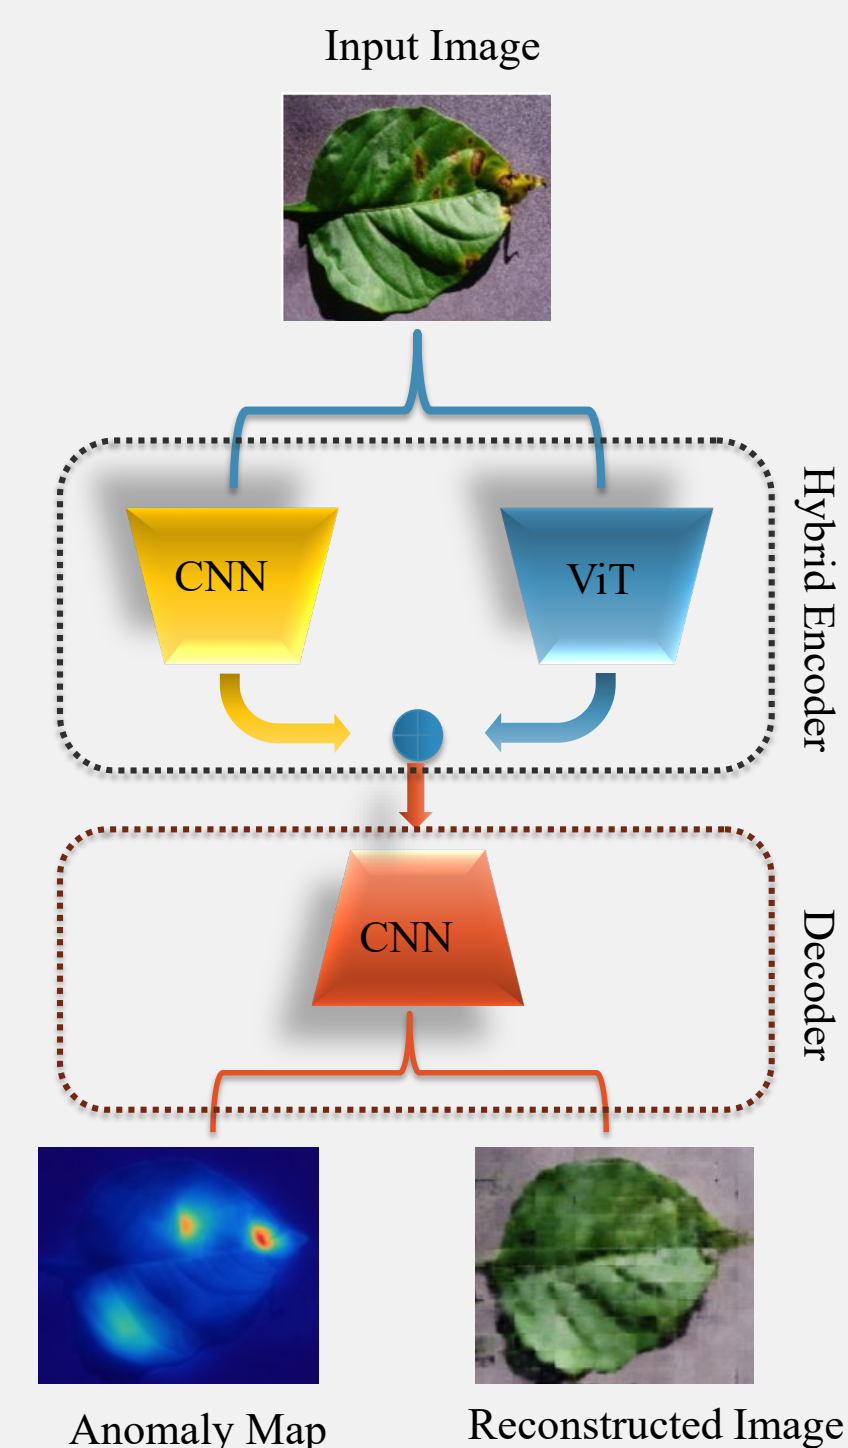 Input Image
CNN
ViT
Hybrid Encoder
CNN
Decoder
Anomaly Map
Reconstructed Image